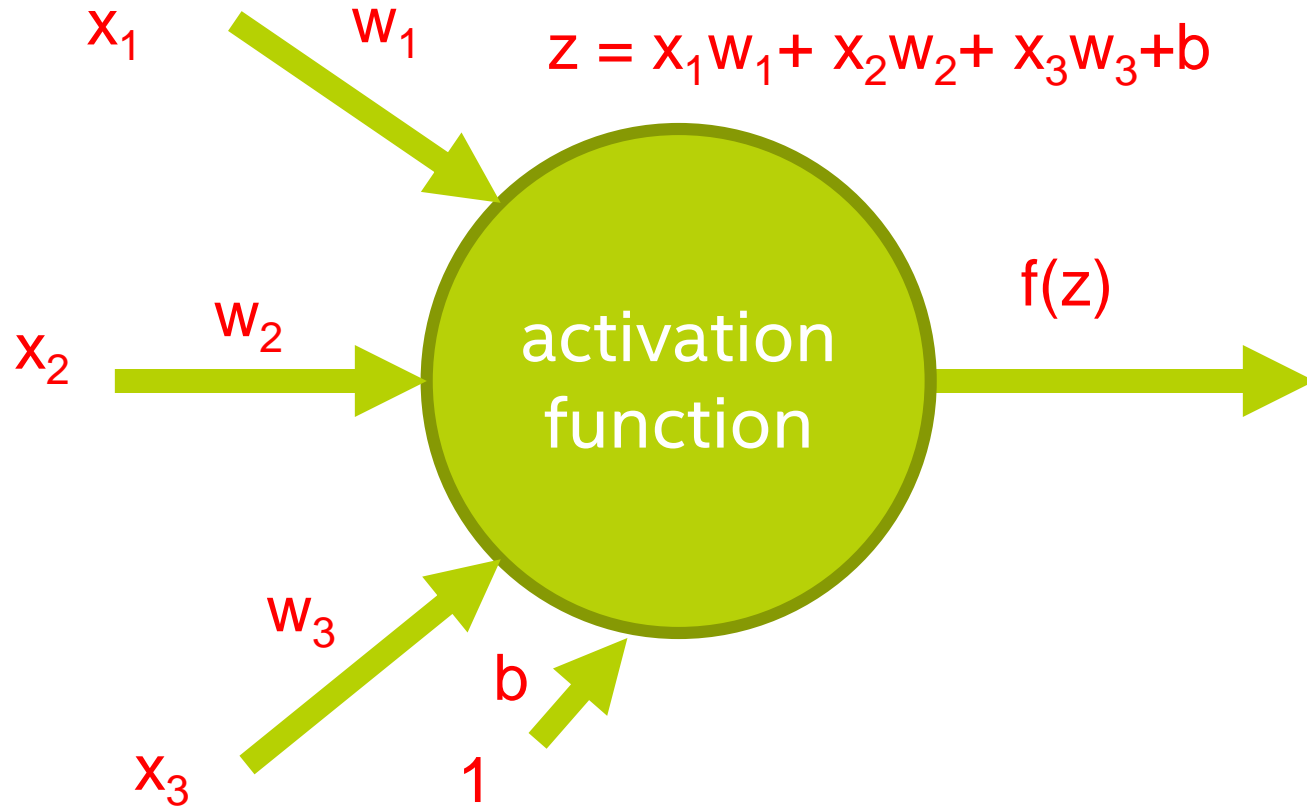 x₁
w₁
z = x₁w₁+ x₂w₂+ x₃w₃+b
f(z)
w₂
x₂
activation
function
w₃
b
x₃
1